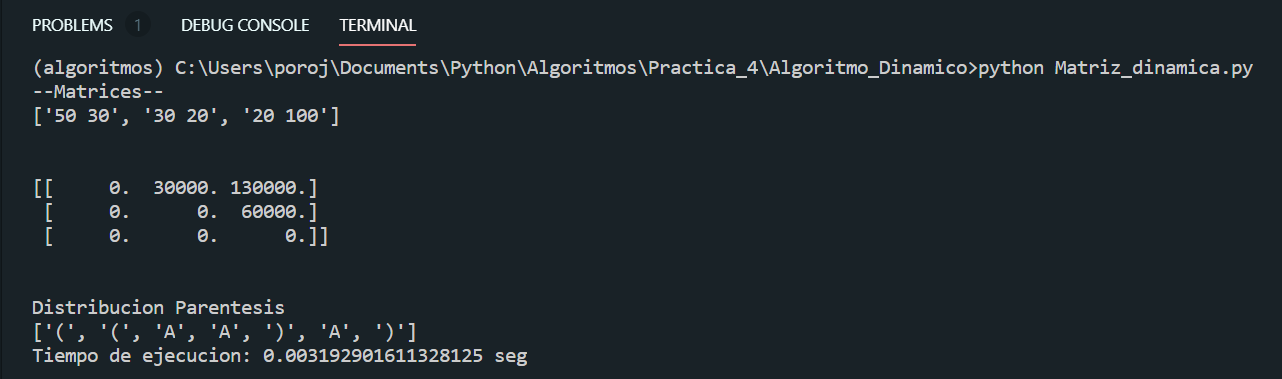 PROBLEMS 1 DEBUG CONSOLE TERMINAL
(algoritmos) C:\Users\poroj\Documents\Python\Algoritmos\Practica_4\Algoritmo_Dinamico>python Matriz_dinamica.py
--Matrices--
['50 30', '30 20', '20 100']
[[     0.  30000. 130000.]
 [     0.      0.  60000.]
 [     0.      0.      0.]]
Distribucion Parentesis
['(', '(', 'A', 'A', ')', 'A', ')']
Tiempo de ejecucion: 0.003192901611328125 seg